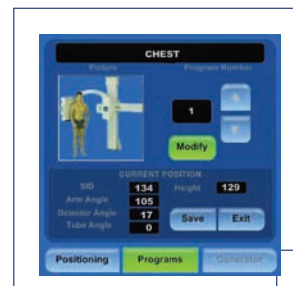 CHEST
Picture Program Number
1
Modify
CURRENT POSITION
SID 134 Height 129
Arm Angle 105
Detector Angle 17
Tube Angle 0
Save Exit
Positioning Programs Generator